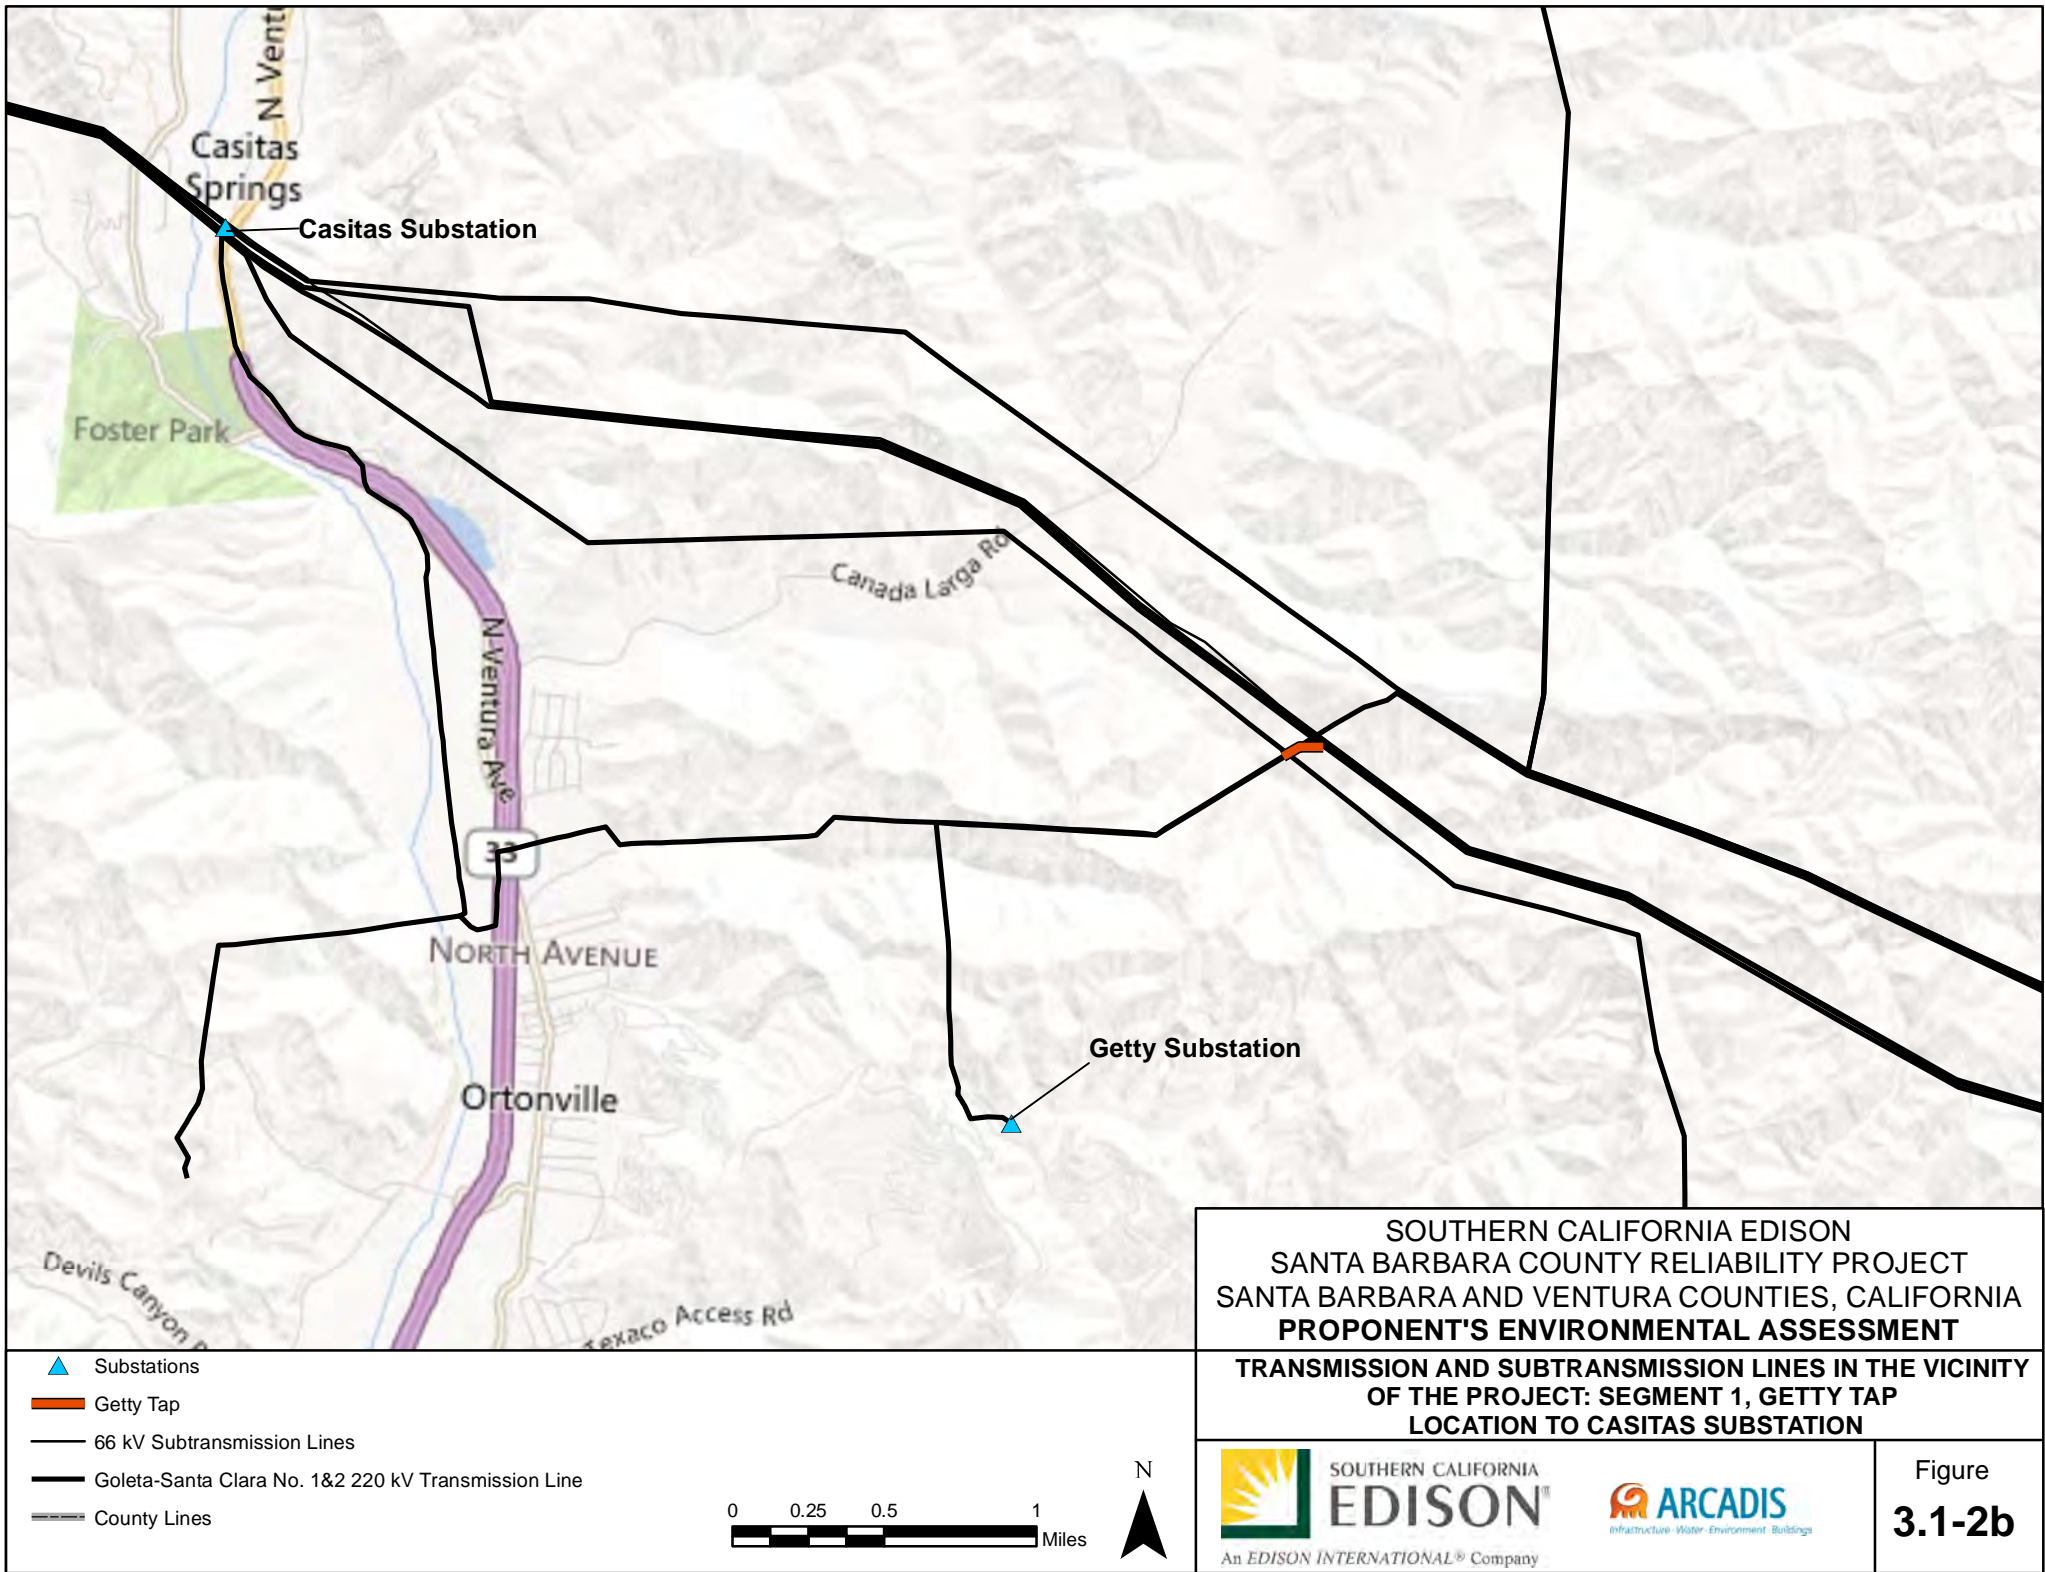 N Vent
Casitas
Springs
Casitas Substation
Foster Park
Canada Larga Rd
N Ventura Ave
33
NORTH AVENUE
Getty Substation
Ortonville
Devils Canyon
Texaco Access Rd
SOUTHERN CALIFORNIA EDISON
SANTA BARBARA COUNTY RELIABILITY PROJECT
SANTA BARBARA AND VENTURA COUNTIES, CALIFORNIA
PROPONENT'S ENVIRONMENTAL ASSESSMENT
TRANSMISSION AND SUBTRANSMISSION LINES IN THE VICINITY
OF THE PROJECT: SEGMENT 1, GETTY TAP
LOCATION TO CASITAS SUBSTATION
Substations
Getty Tap
66 kV Subtransmission Lines
Goleta-Santa Clara No. 1&2 220 kV Transmission Line
County Lines
0 0.25 0.5 1
Miles
N
SOUTHERN CALIFORNIA
EDISON
An EDISON INTERNATIONAL® Company
ARCADIS
Infrastructure · Water · Environment · Buildings
Figure
3.1-2b